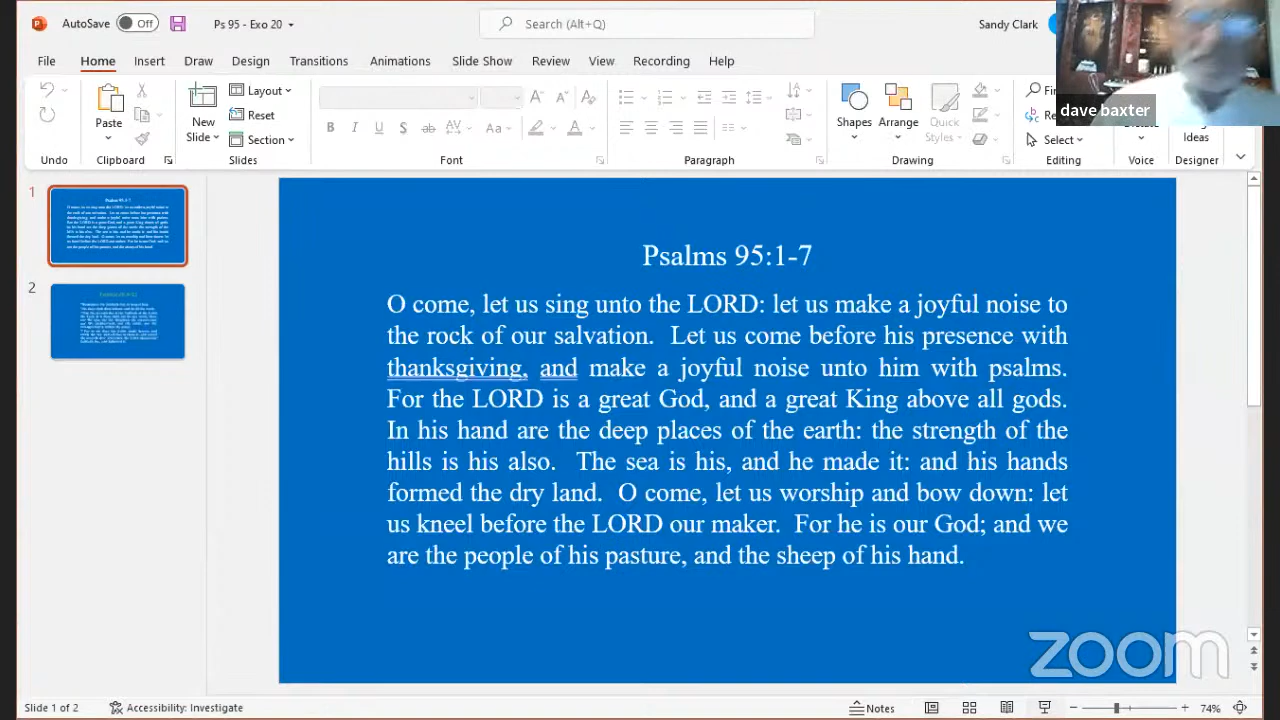 AutoSave Off Ps 95 - Exo 20 Search (Alt+Q) Sandy Clark
File Home Insert Draw Design Transitions Animations Slide Show Review View Recording Help
dave baxter
Paste
New
Slide
Layout
Reset
Section
B I U S ab AV Aa A
Shapes Arrange Quick
Styles
Select
Ideas
Undo Clipboard Slides Font Paragraph Drawing Editing Voice Designer
1
2
Psalms 95:1-7
O come, let us sing unto the LORD: let us make a joyful noise to
the rock of our salvation. Let us come before his presence with
thanksgiving, and make a joyful noise unto him with psalms.
For the LORD is a great God, and a great King above all gods.
In his hand are the deep places of the earth: the strength of the
hills is his also. The sea is his, and he made it: and his hands
formed the dry land. O come, let us worship and bow down: let
us kneel before the LORD our maker. For he is our God; and we
are the people of his pasture, and the sheep of his hand.
zoom
Slide 1 of 2 Accessibility: Investigate Notes 74%